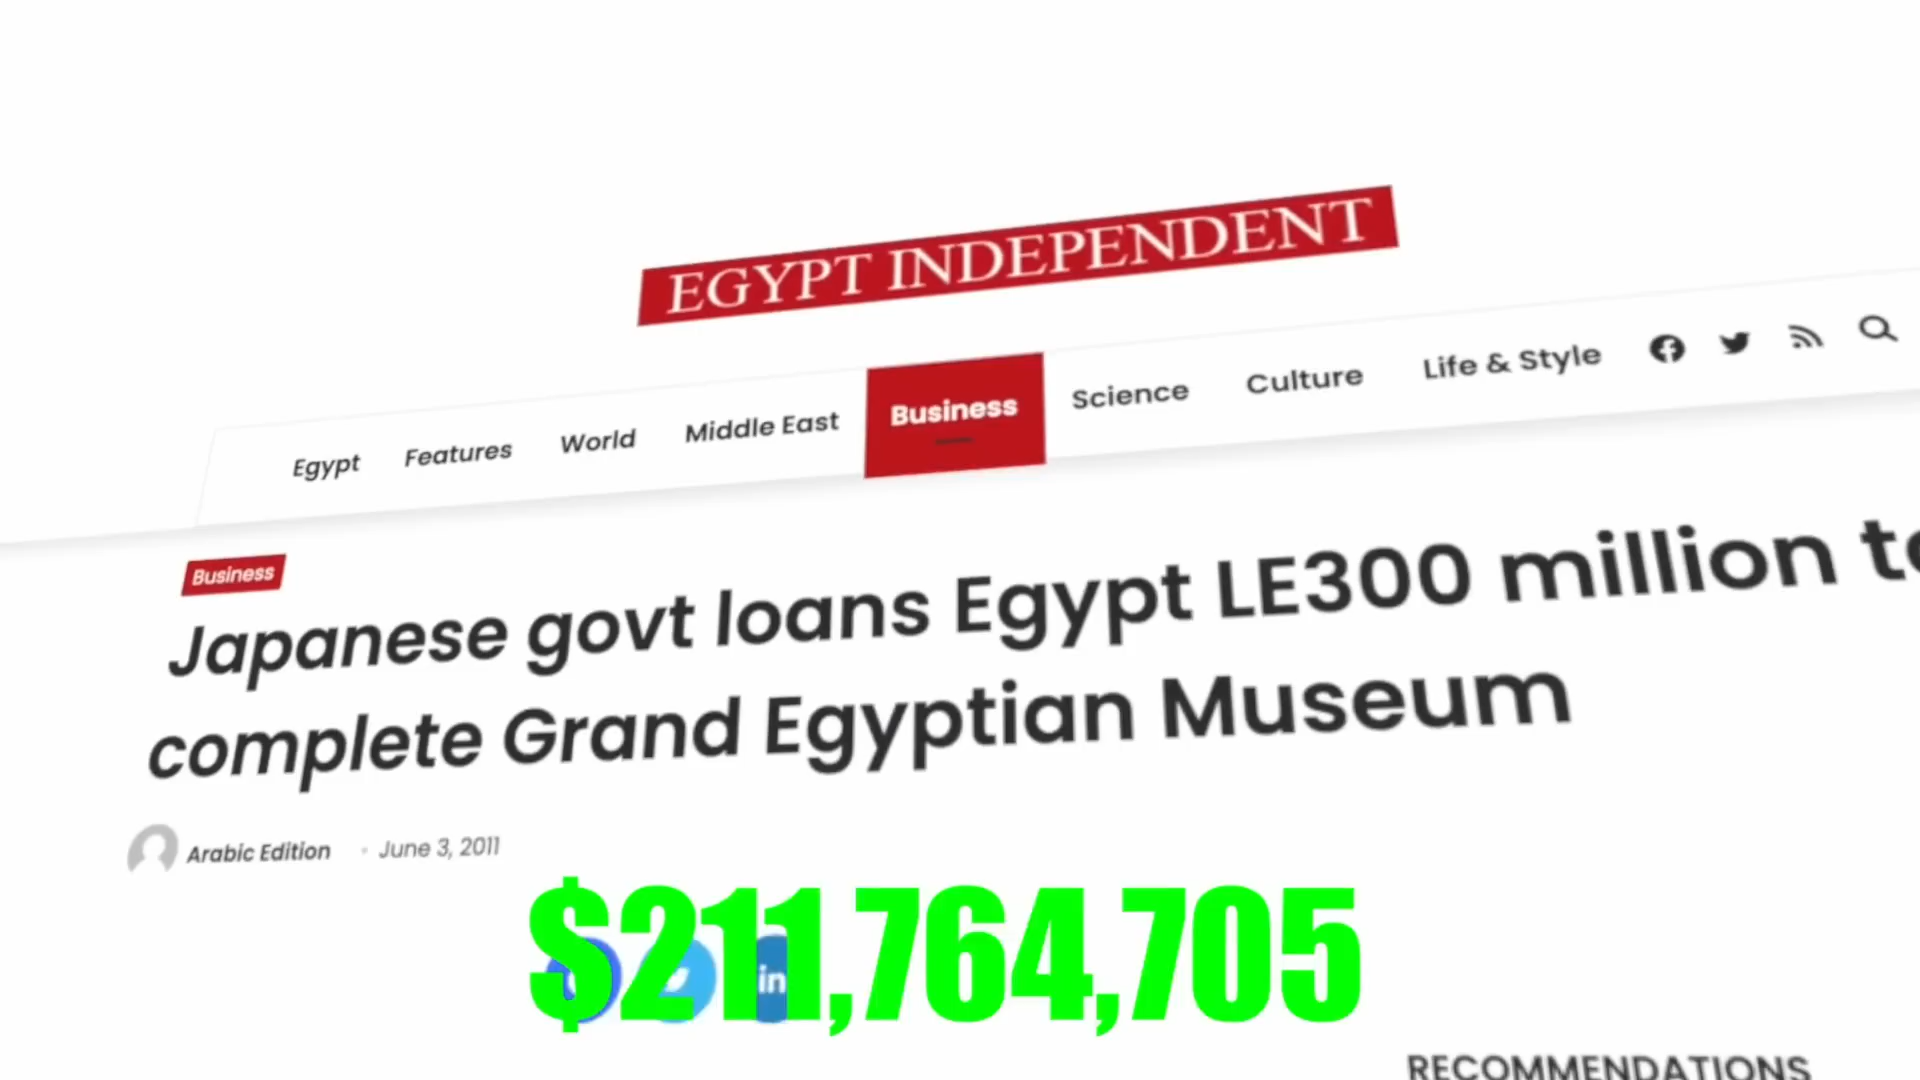 EGYPT INDEPENDENT
Egypt Features World Middle East Business Science Culture Life & Style
Business
Japanese govt loans Egypt LE300 million
complete Grand Egyptian Museum
Arabic Edition • June 3, 2011
$211,764,705
in
RECOMMENDATIONS